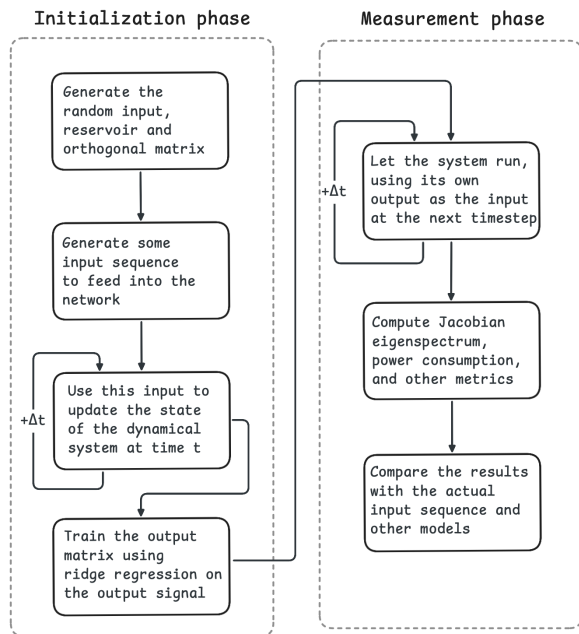 Initialization phase
Generate the
random input,
reservoir and
orthogonal matrix
Generate some
input sequence
to feed into the
network
+Δt
Use this input to
update the state
of the dynamical
system at time t
Train the output
matrix using
ridge regression on
the output signal
Measurement phase
+Δt
Let the system run,
using its own
output as the input
at the next timestep
Compute Jacobian
eigenspectrum,
power consumption,
and other metrics
Compare the results
with the actual
input sequence and
other models